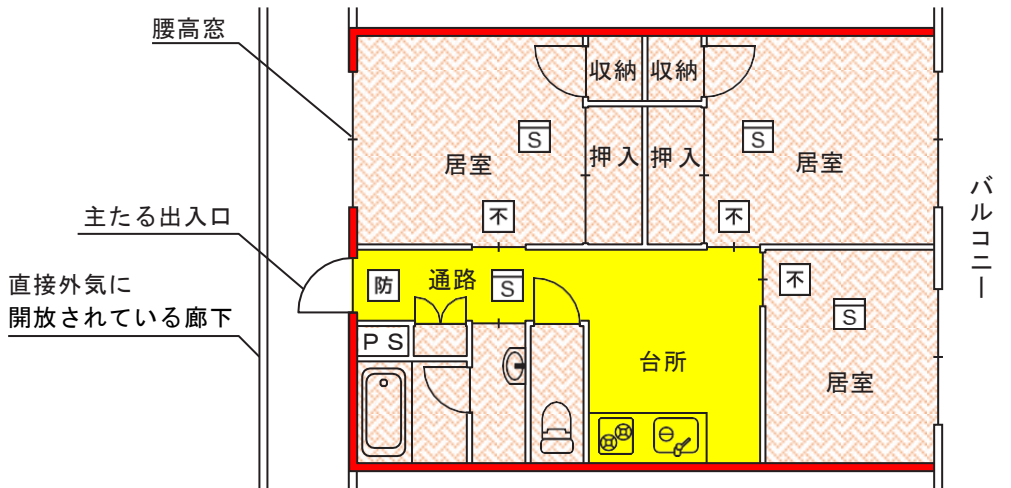 腰高窓
主たる出入口
直接外気に
開放されている廊下
収納
収納
S
S
押入
押入
居室
居室
不
不
防
通路
S
不
S
PS
台所
居室
バルコニー